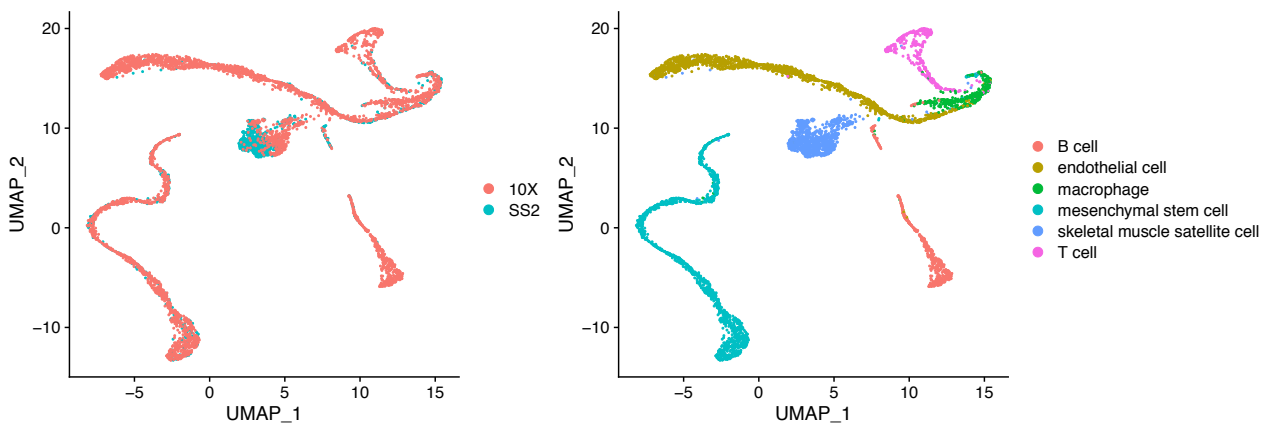 20
10
0
−10
UMAP_2
−5
0
5
10
15
UMAP_1
10X
SS2
20
10
0
−10
UMAP_2
−5
0
5
10
15
UMAP_1
B cell
endothelial cell
macrophage
mesenchymal stem cell
skeletal muscle satellite cell
T cell